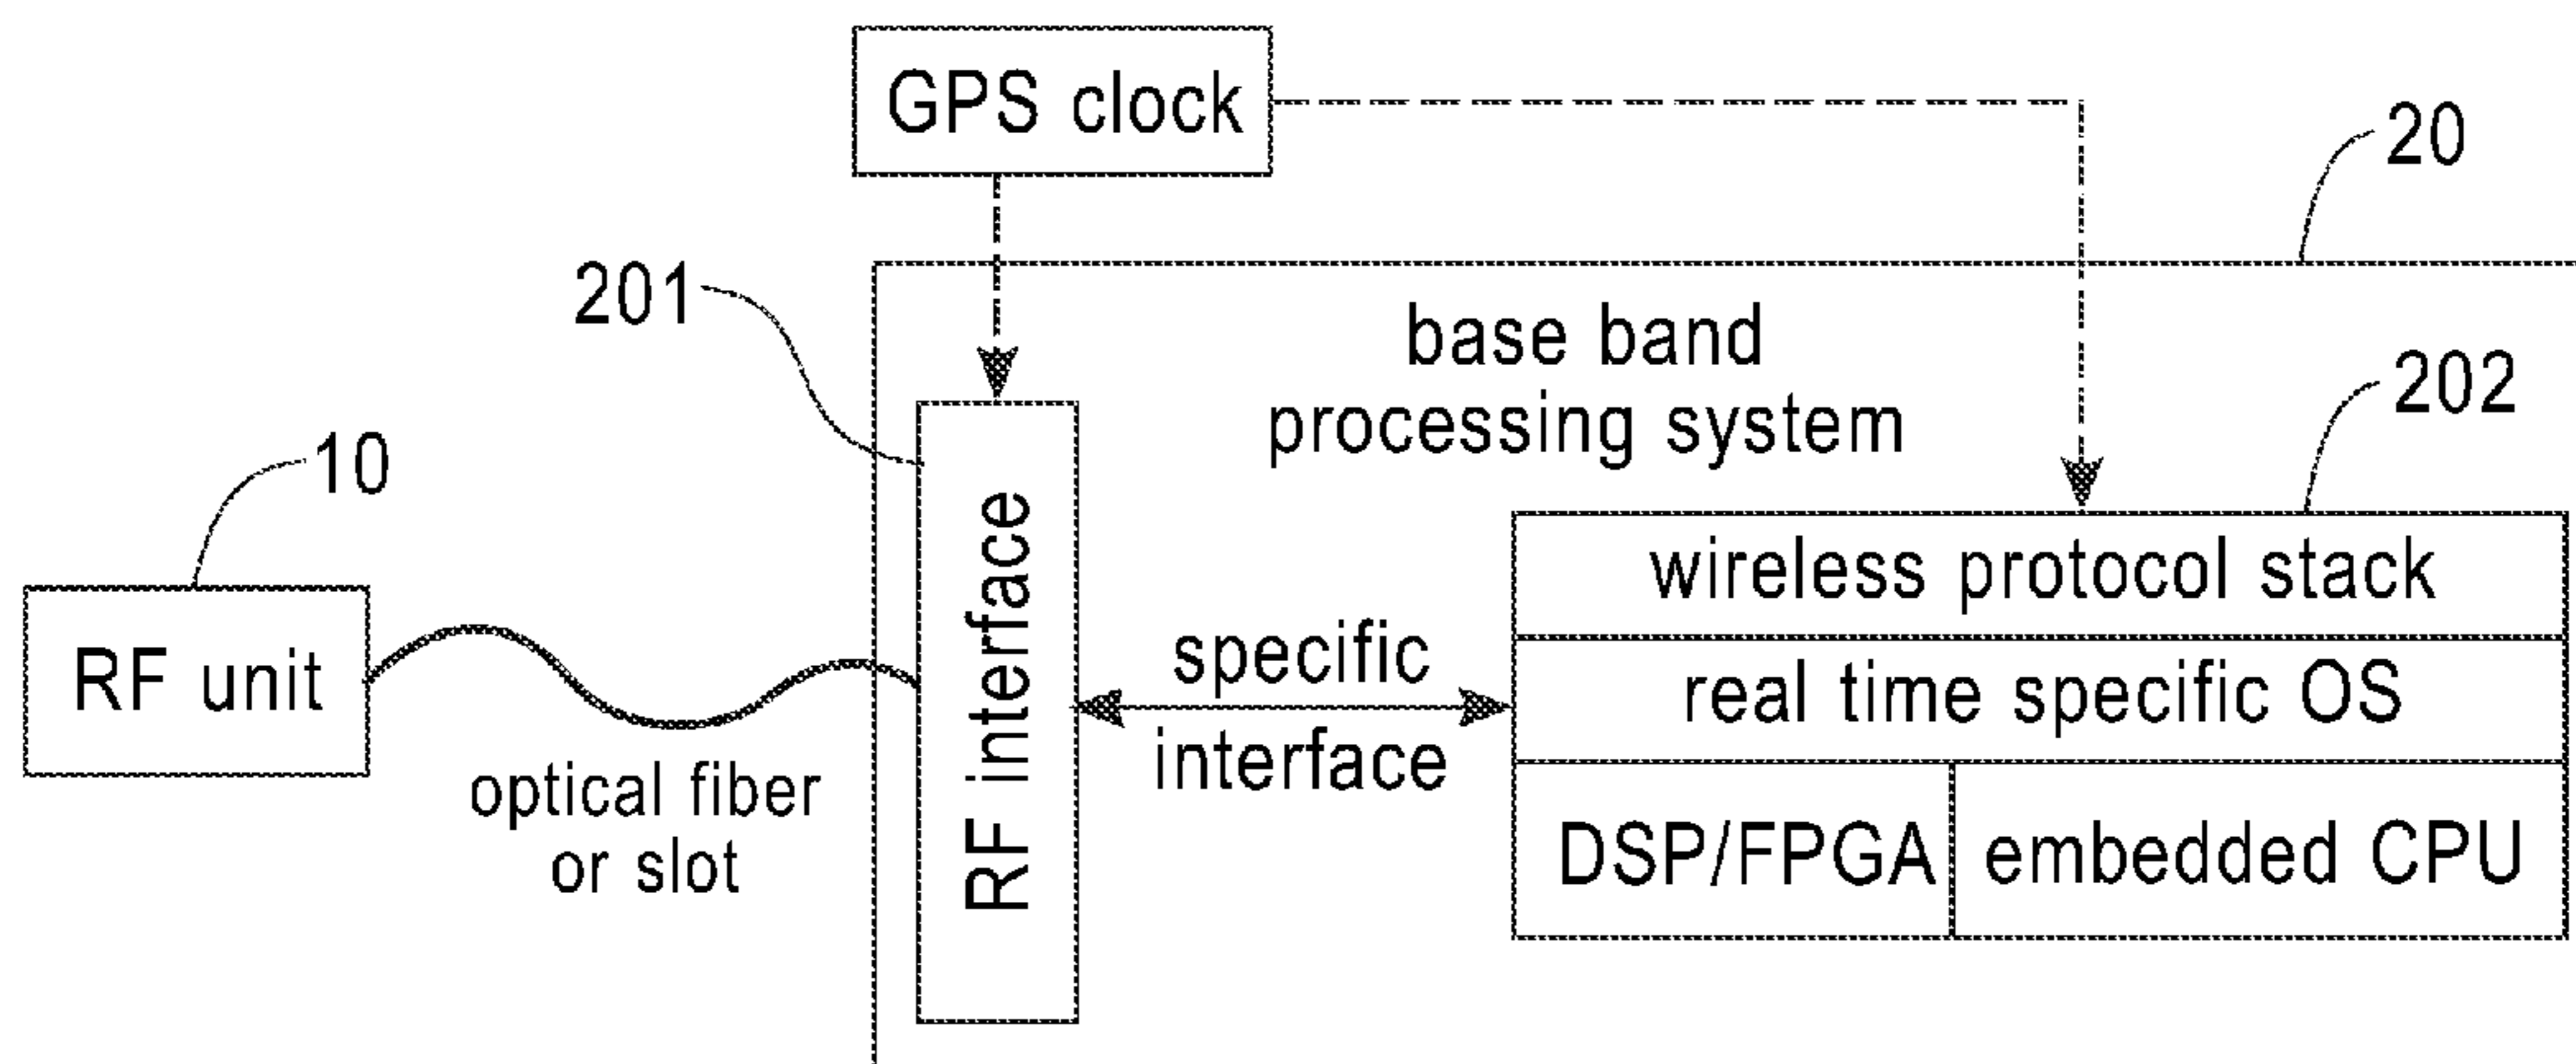 GPS clock
20
201
base band
processing system
202
10
RF interface
wireless protocol stack
RF unit
specific
interface
real time specific OS
optical fiber
or slot
DSP/FPGA
embedded CPU